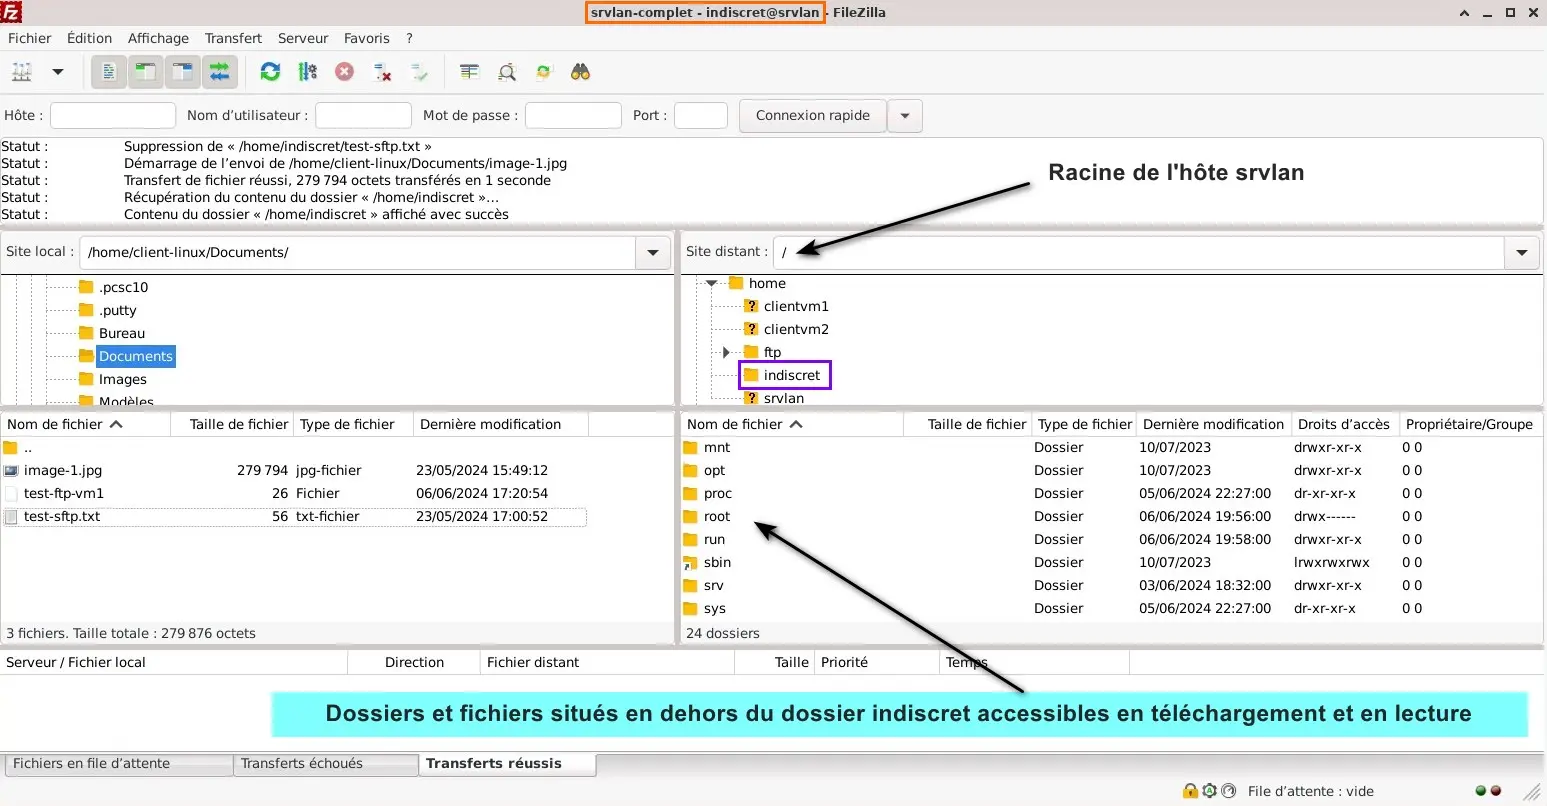 srvlan-complet - indiscret@srvlan - FileZilla
Fichier Édition Affichage Transfert Serveur Favoris ?
Hôte : Nom d’utilisateur : Mot de passe : Port : Connexion rapide
Statut : Suppression de « /home/indiscret/test-sftp.txt »
Statut : Démarrage de l’envoi de /home/client-linux/Documents/image-1.jpg
Statut : Transfert de fichier réussi, 279 794 octets transférés en 1 seconde
Statut : Récupération du contenu du dossier « /home/indiscret »...
Statut : Contenu du dossier « /home/indiscret » affiché avec succès
Racine de l'hôte srvlan
Site local : /home/client-linux/Documents/
.pcsc10
.putty
Bureau
Documents
Images
Modèles
Site distant : /
home
clientvm1
clientvm2
ftp
indiscret
srvlan
Nom de fichier Taille de fichier Type de fichier Dernière modification
..
image-1.jpg 279 794 jpg-fichier 23/05/2024 15:49:12
test-ftp-vm1 26 Fichier 06/06/2024 17:20:54
test-sftp.txt 56 txt-fichier 23/05/2024 17:00:52
3 fichiers. Taille totale : 279 876 octets
Nom de fichier Taille de fichier Type de fichier Dernière modification Droits d’accès Propriétaire/Groupe
mnt Dossier 10/07/2023 drwxr-xr-x 0 0
opt Dossier 10/07/2023 drwxr-xr-x 0 0
proc Dossier 05/06/2024 22:27:00 dr-xr-xr-x 0 0
root Dossier 06/06/2024 19:56:00 drwx------ 0 0
run Dossier 06/06/2024 19:58:00 drwxr-xr-x 0 0
sbin Dossier 10/07/2023 lrwxrwxrwx 0 0
srv Dossier 03/06/2024 18:32:00 drwxr-xr-x 0 0
sys Dossier 05/06/2024 22:27:00 dr-xr-xr-x 0 0
24 dossiers
Serveur / Fichier local Direction Fichier distant Taille Priorité Temps
Dossiers et fichiers situés en dehors du dossier indiscret accessibles en téléchargement et en lecture
Fichiers en file d’attente Transferts échoués Transferts réussis
File d’attente : vide